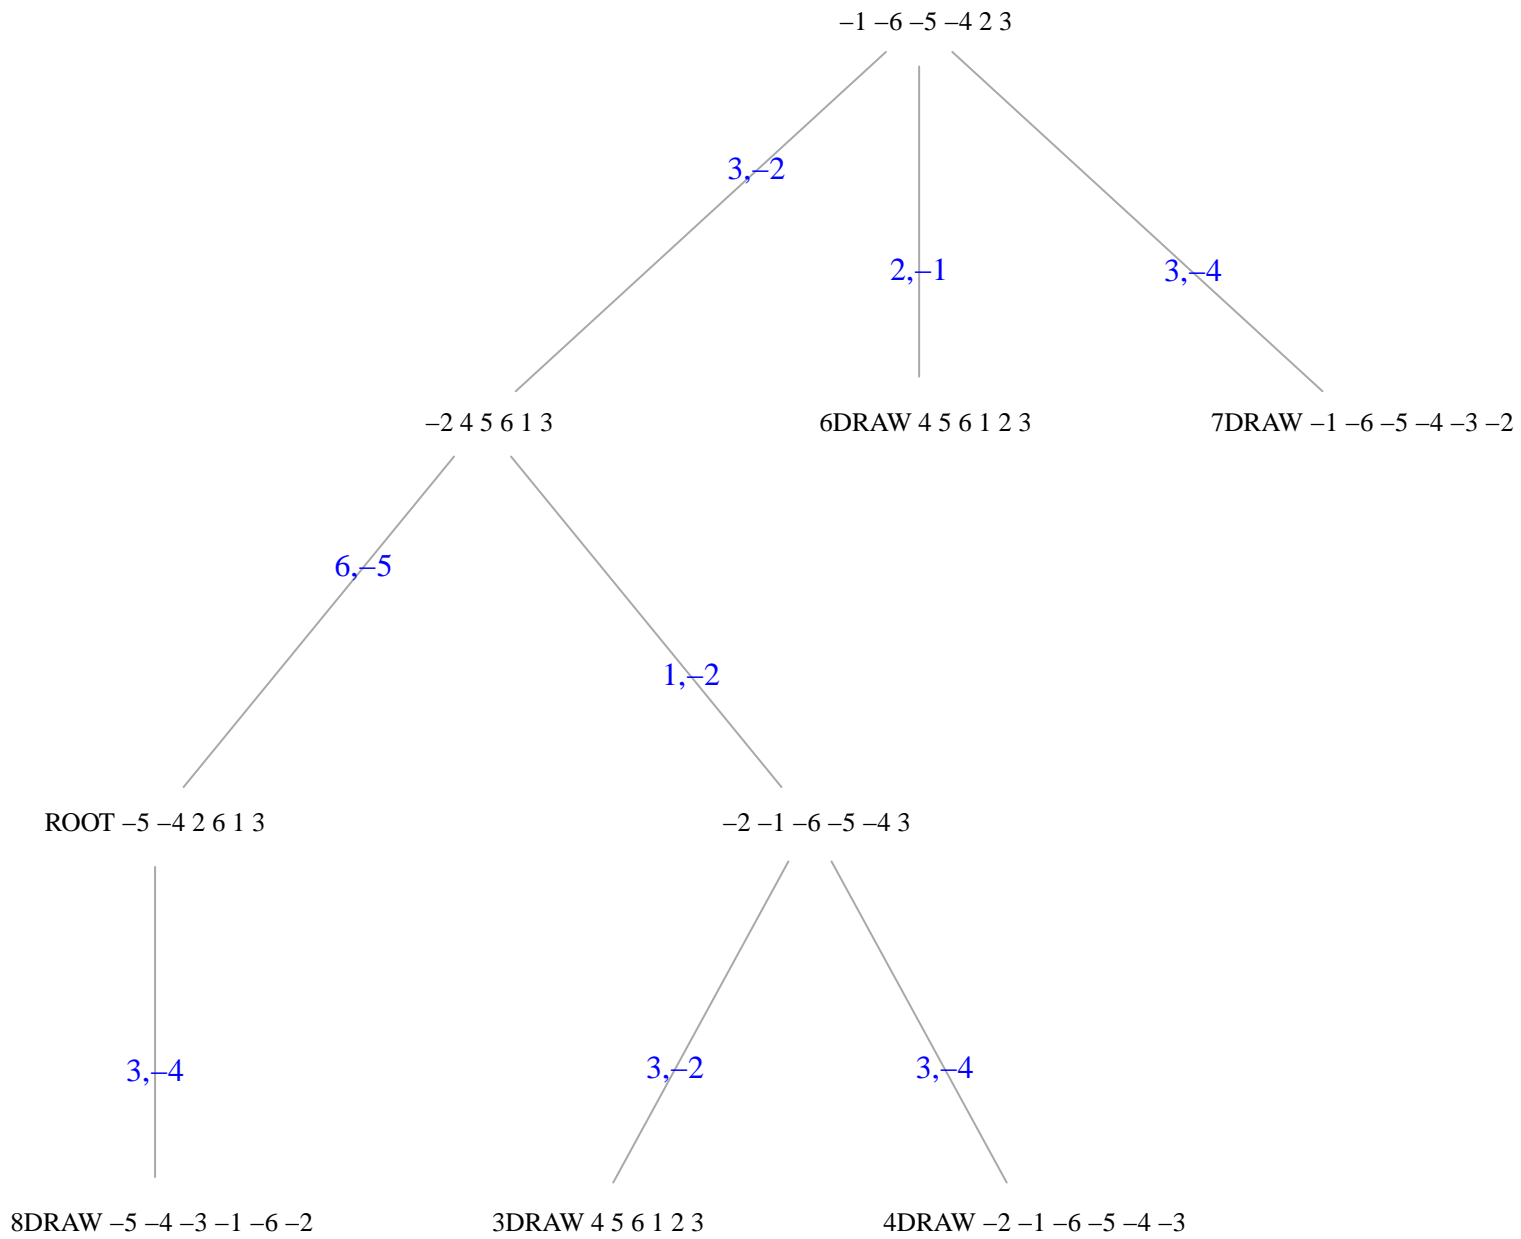 –1 –6 –5 –4 2 3
3,–2
2,–1
3,–4
–2 4 5 6 1 3
6DRAW 4 5 6 1 2 3
7DRAW –1 –6 –5 –4 –3 –2
6,–5
1,–2
ROOT –5 –4 2 6 1 3
–2 –1 –6 –5 –4 3
3,–4
3,–2
3,–4
8DRAW –5 –4 –3 –1 –6 –2
3DRAW 4 5 6 1 2 3
4DRAW –2 –1 –6 –5 –4 –3